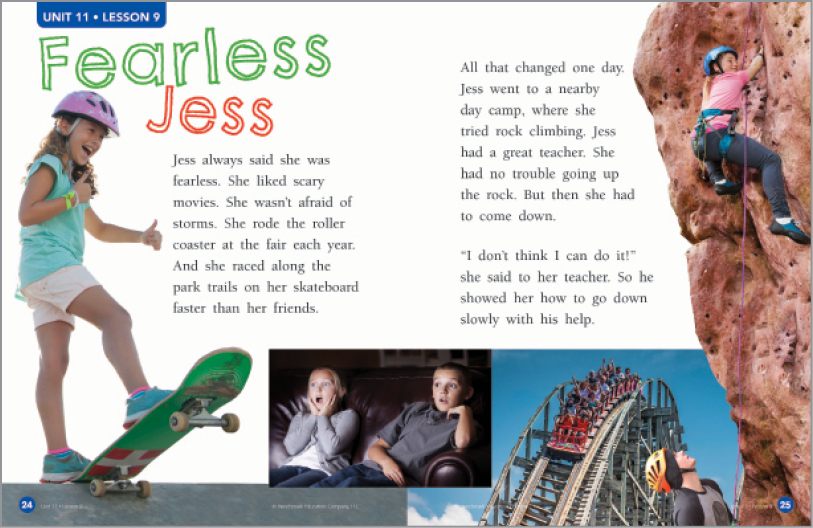 UNIT 11 • LESSON 9
Fearless
Jess
Jess always said she was
fearless. She liked scary
movies. She wasn't afraid of
storms. She rode the roller
coaster at the fair each year.
And she raced along the
park trails on her skateboard
faster than her friends.
All that changed one day.
Jess went to a nearby
day camp, where she
tried rock climbing. Jess
had a great teacher. She
had no trouble going up
the rock. But then she had
to come down.
“I don't think I can do it!”
she said to her teacher. So he
showed her how to go down
slowly with his help.
24
Unit 11 • Lesson 9
© Benchmark Education Company, LLC
25